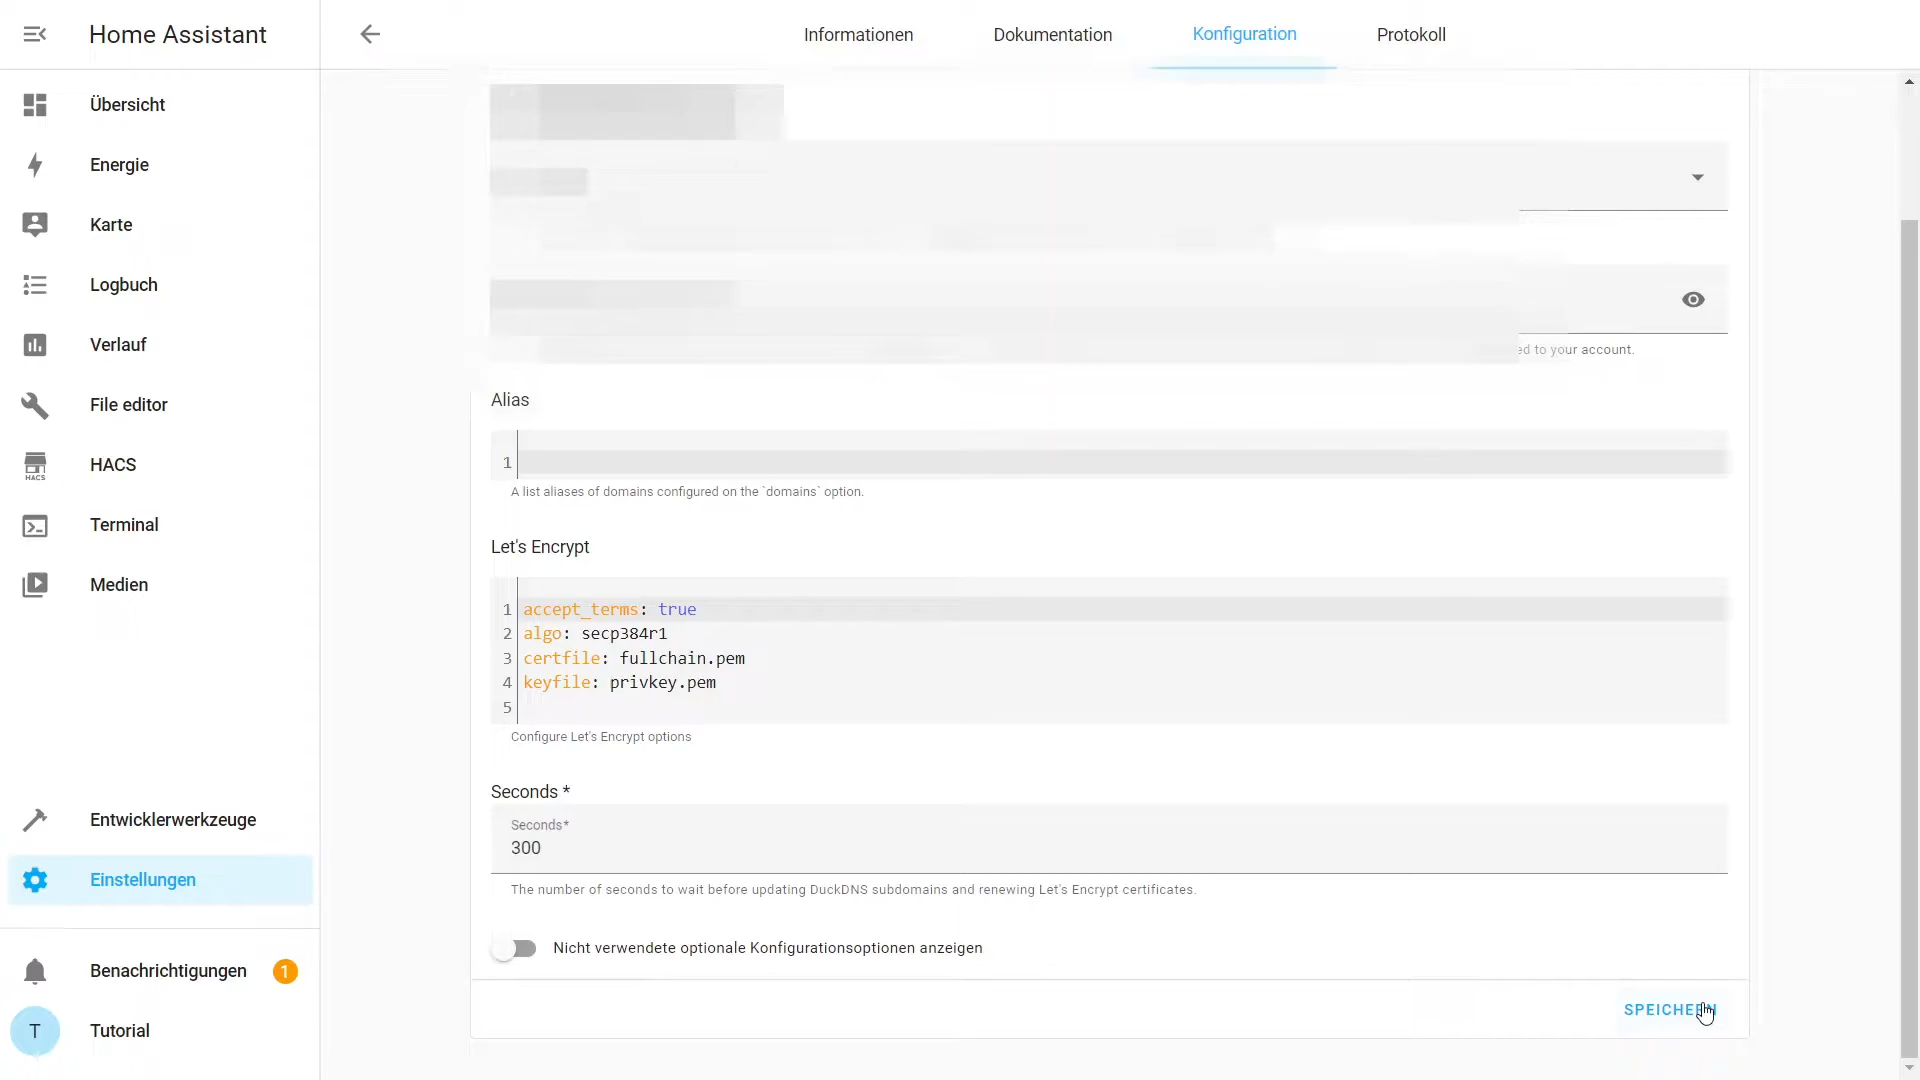 Home Assistant
Informationen
Dokumentation
Konfiguration
Protokoll
Übersicht
Energie
Karte
Logbuch
Verlauf
File editor
HACS
HACS
Terminal
Medien
Entwicklerwerkzeuge
Einstellungen
Benachrichtigungen 1
T Tutorial
to your account.
Alias
1
A list aliases of domains configured on the `domains` option.
Let's Encrypt
1 accept_terms: true
2 algo: secp384r1
3 certfile: fullchain.pem
4 keyfile: privkey.pem
5
Configure Let's Encrypt options
Seconds *
Seconds*
300
The number of seconds to wait before updating DuckDNS subdomains and renewing Let's Encrypt certificates.
Nicht verwendete optionale Konfigurationsoptionen anzeigen
SPEICHERN